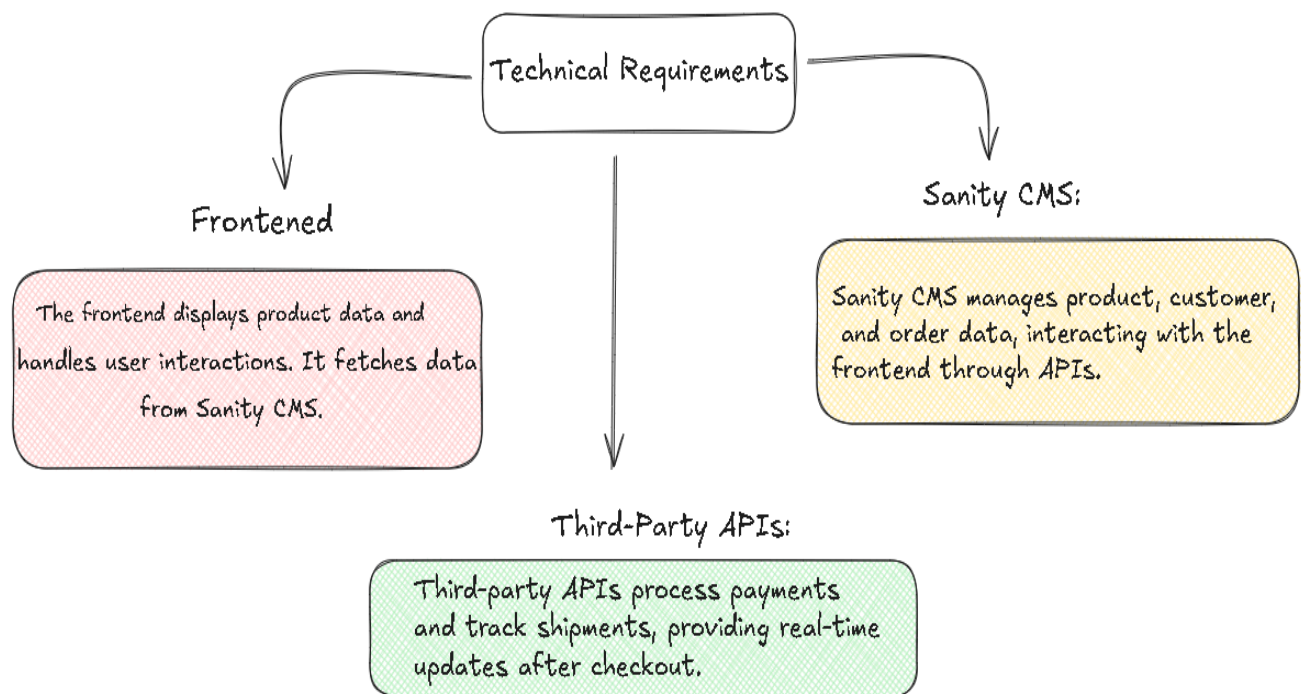 Technical Requirements
Frontened
The frontend displays product data and
handles user interactions. It fetches data
from Sanity CMS.
Sanity CMS:
Sanity CMS manages product, customer,
and order data, interacting with the
frontend through APIs.
Third-Party APIs:
Third-party APIs process payments
and track shipments, providing real-time
updates after checkout.